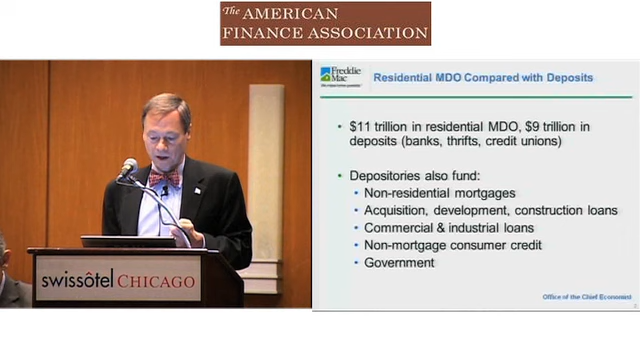 The AMERICAN
FINANCE ASSOCIATION
Freddie
Mac
Residential MDO Compared with Deposits
• $11 trillion in residential MDO, $9 trillion in
deposits (banks, thrifts, credit unions)
• Depositories also fund:
• Non-residential mortgages
• Acquisition, development, construction loans
• Commercial & industrial loans
• Non-mortgage consumer credit
• Government
Office of the Chief Economist
swissôtel CHICAGO